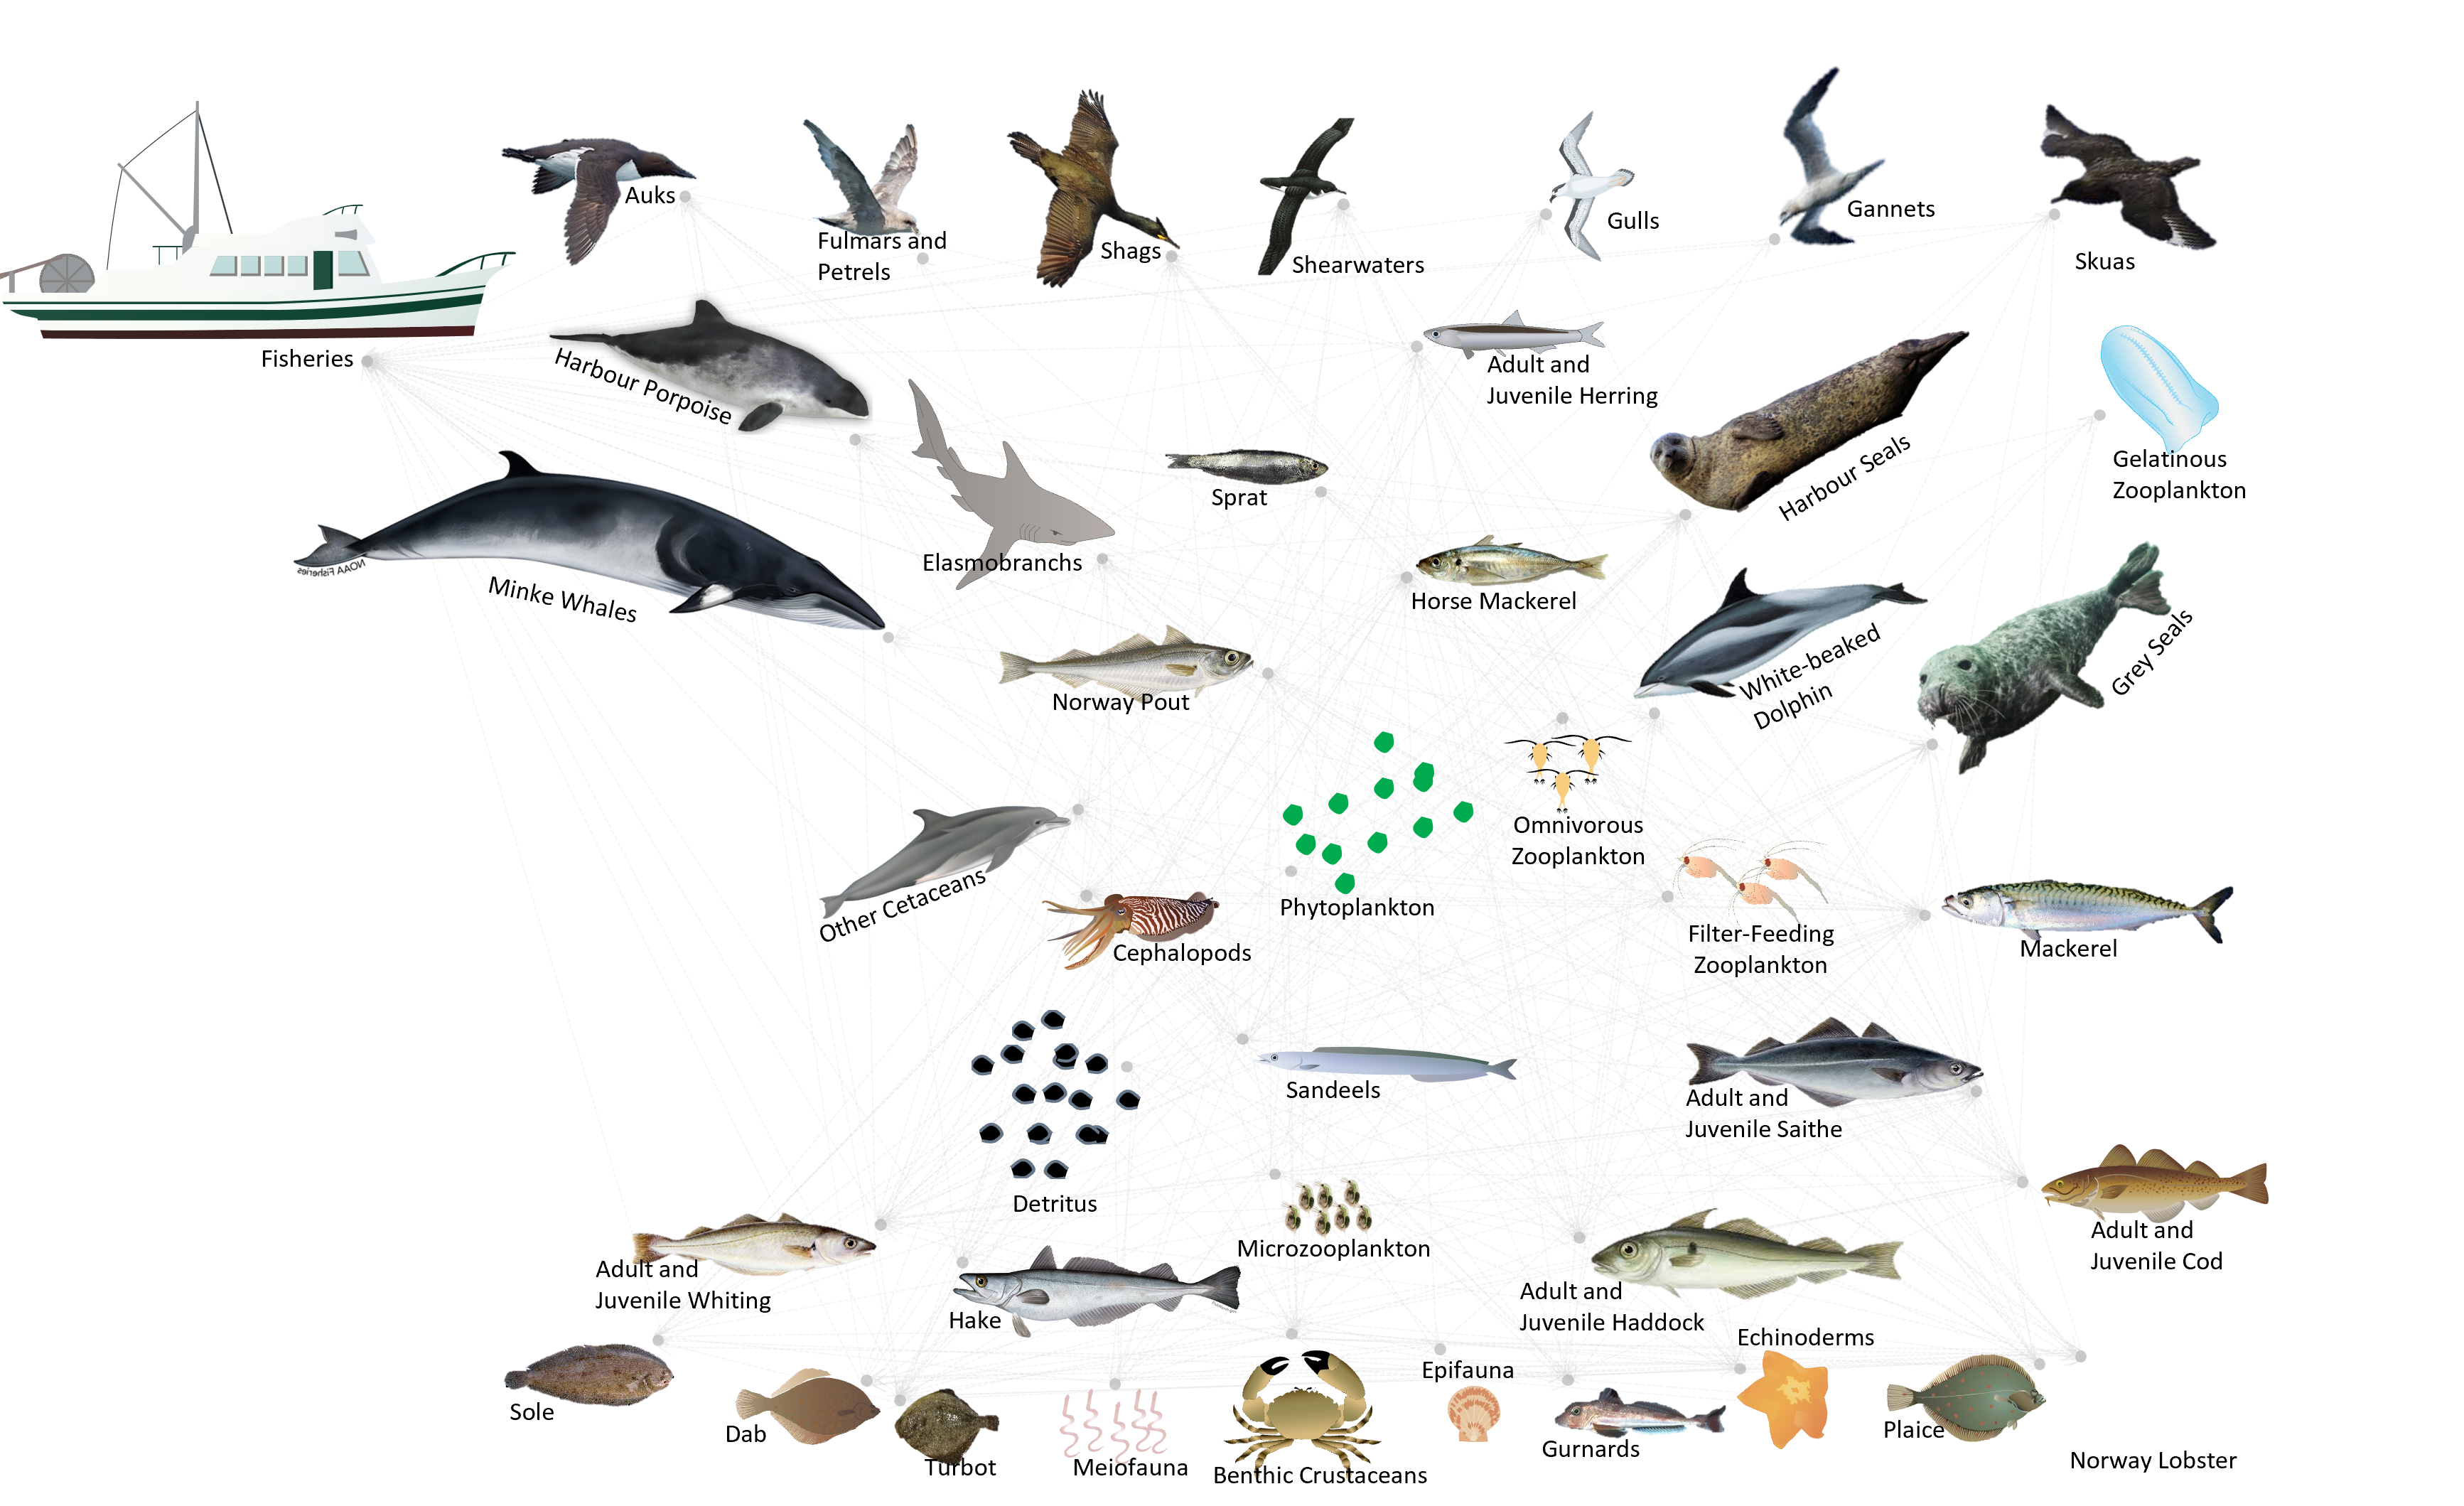 Auks
Fulmars and
Petrels
Shags
Shearwaters
Gulls
Gannets
Skuas
Fisheries
Harbour Porpoise
Adult and
Juvenile Herring
Harbour Seals
Gelatinous
Zooplankton
Sprat
Elasmobranchs
NOAA Fisheries
Minke Whales
Horse Mackerel
White-beaked
Dolphin
Grey Seals
Norway Pout
Omnivorous
Zooplankton
Other Cetaceans
Phytoplankton
Cephalopods
Filter-Feeding
Zooplankton
Mackerel
Sandeels
Adult and
Juvenile Saithe
Detritus
Microzooplankton
Adult and
Juvenile Cod
Adult and
Juvenile Whiting
Hake
Adult and
Juvenile Haddock
Echinoderms
Epifauna
Sole
Dab
Turbot
Meiofauna
Benthic Crustaceans
Gurnards
Plaice
Norway Lobster